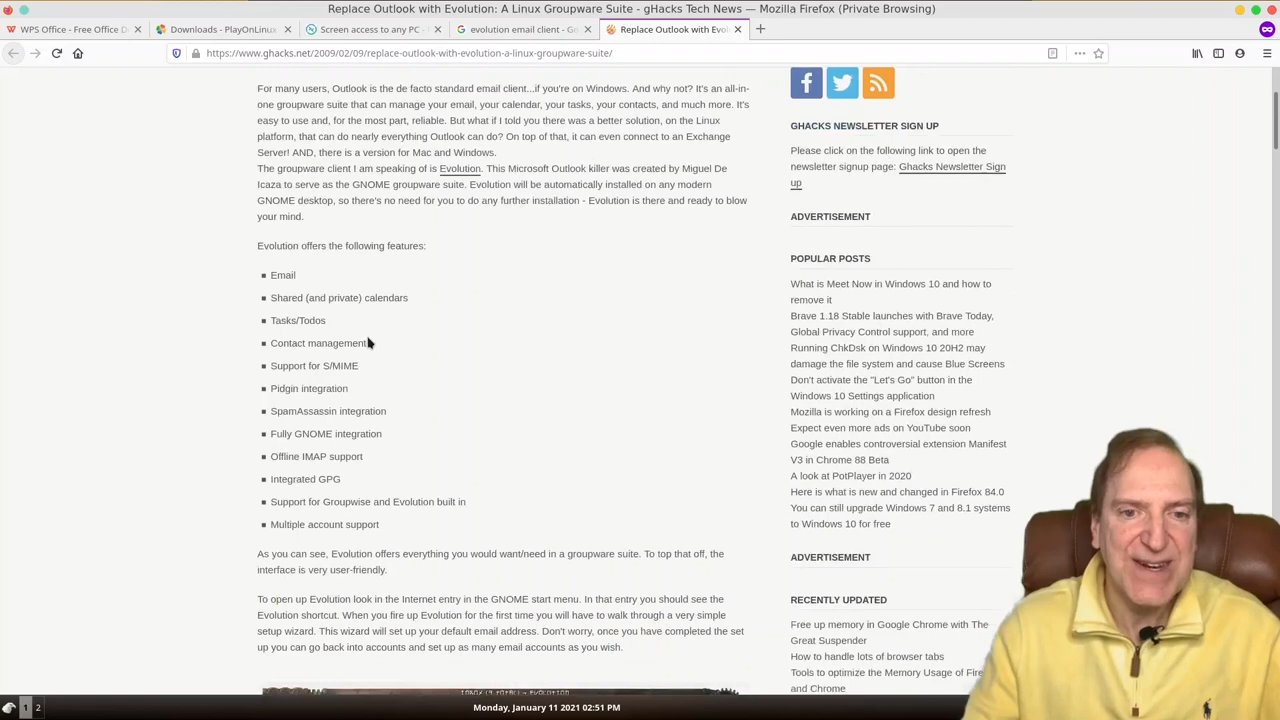 Replace Outlook with Evolution: A Linux Groupware Suite - gHacks Tech News — Mozilla Firefox (Private Browsing)
WPS Office - Free Office D
Downloads - PlayOnLinux
Screen access to any PC -
evolution email client - Go
Replace Outlook with Evol
https://www.ghacks.net/2009/02/09/replace-outlook-with-evolution-a-linux-groupware-suite/
For many users, Outlook is the de facto standard email client...if you're on Windows. And why not? It's an all-in-
one groupware suite that can manage your email, your calendar, your tasks, your contacts, and much more. It's
easy to use and, for the most part, reliable. But what if I told you there was a better solution, on the Linux
platform, that can do nearly everything Outlook can do? On top of that, it can even connect to an Exchange
Server! AND, there is a version for Mac and Windows.
The groupware client I am speaking of is Evolution. This Microsoft Outlook killer was created by Miguel De
Icaza to serve as the GNOME groupware suite. Evolution will be automatically installed on any modern
GNOME desktop, so there's no need for you to do any further installation - Evolution is there and ready to blow
your mind.
Evolution offers the following features:
Email
Shared (and private) calendars
Tasks/Todos
Contact management
Support for S/MIME
Pidgin integration
SpamAssassin integration
Fully GNOME integration
Offline IMAP support
Integrated GPG
Support for Groupwise and Evolution built in
Multiple account support
As you can see, Evolution offers everything you would want/need in a groupware suite. To top that off, the
interface is very user-friendly.
To open up Evolution look in the Internet entry in the GNOME start menu. In that entry you should see the
Evolution shortcut. When you fire up Evolution for the first time you will have to walk through a very simple
setup wizard. This wizard will set up your default email address. Don't worry, once you have completed the set
up you can go back into accounts and set up as many email accounts as you wish.
GHACKS NEWSLETTER SIGN UP
Please click on the following link to open the
newsletter signup page: Ghacks Newsletter Sign
up
ADVERTISEMENT
POPULAR POSTS
What is Meet Now in Windows 10 and how to
remove it
Brave 1.18 Stable launches with Brave Today,
Global Privacy Control support, and more
Running ChkDsk on Windows 10 20H2 may
damage the file system and cause Blue Screens
Don't activate the "Let's Go" button in the
Windows 10 Settings application
Mozilla is working on a Firefox design refresh
Expect even more ads on YouTube soon
Google enables controversial extension Manifest
V3 in Chrome 88 Beta
A look at PotPlayer in 2020
Here is what is new and changed in Firefox 84.0
You can still upgrade Windows 7 and 8.1 systems
to Windows 10 for free
ADVERTISEMENT
RECENTLY UPDATED
Free up memory in Google Chrome with The
Great Suspender
How to handle lots of browser tabs
Tools to optimize the Memory Usage of Firef
and Chrome
1 2
Monday, January 11 2021 02:51 PM